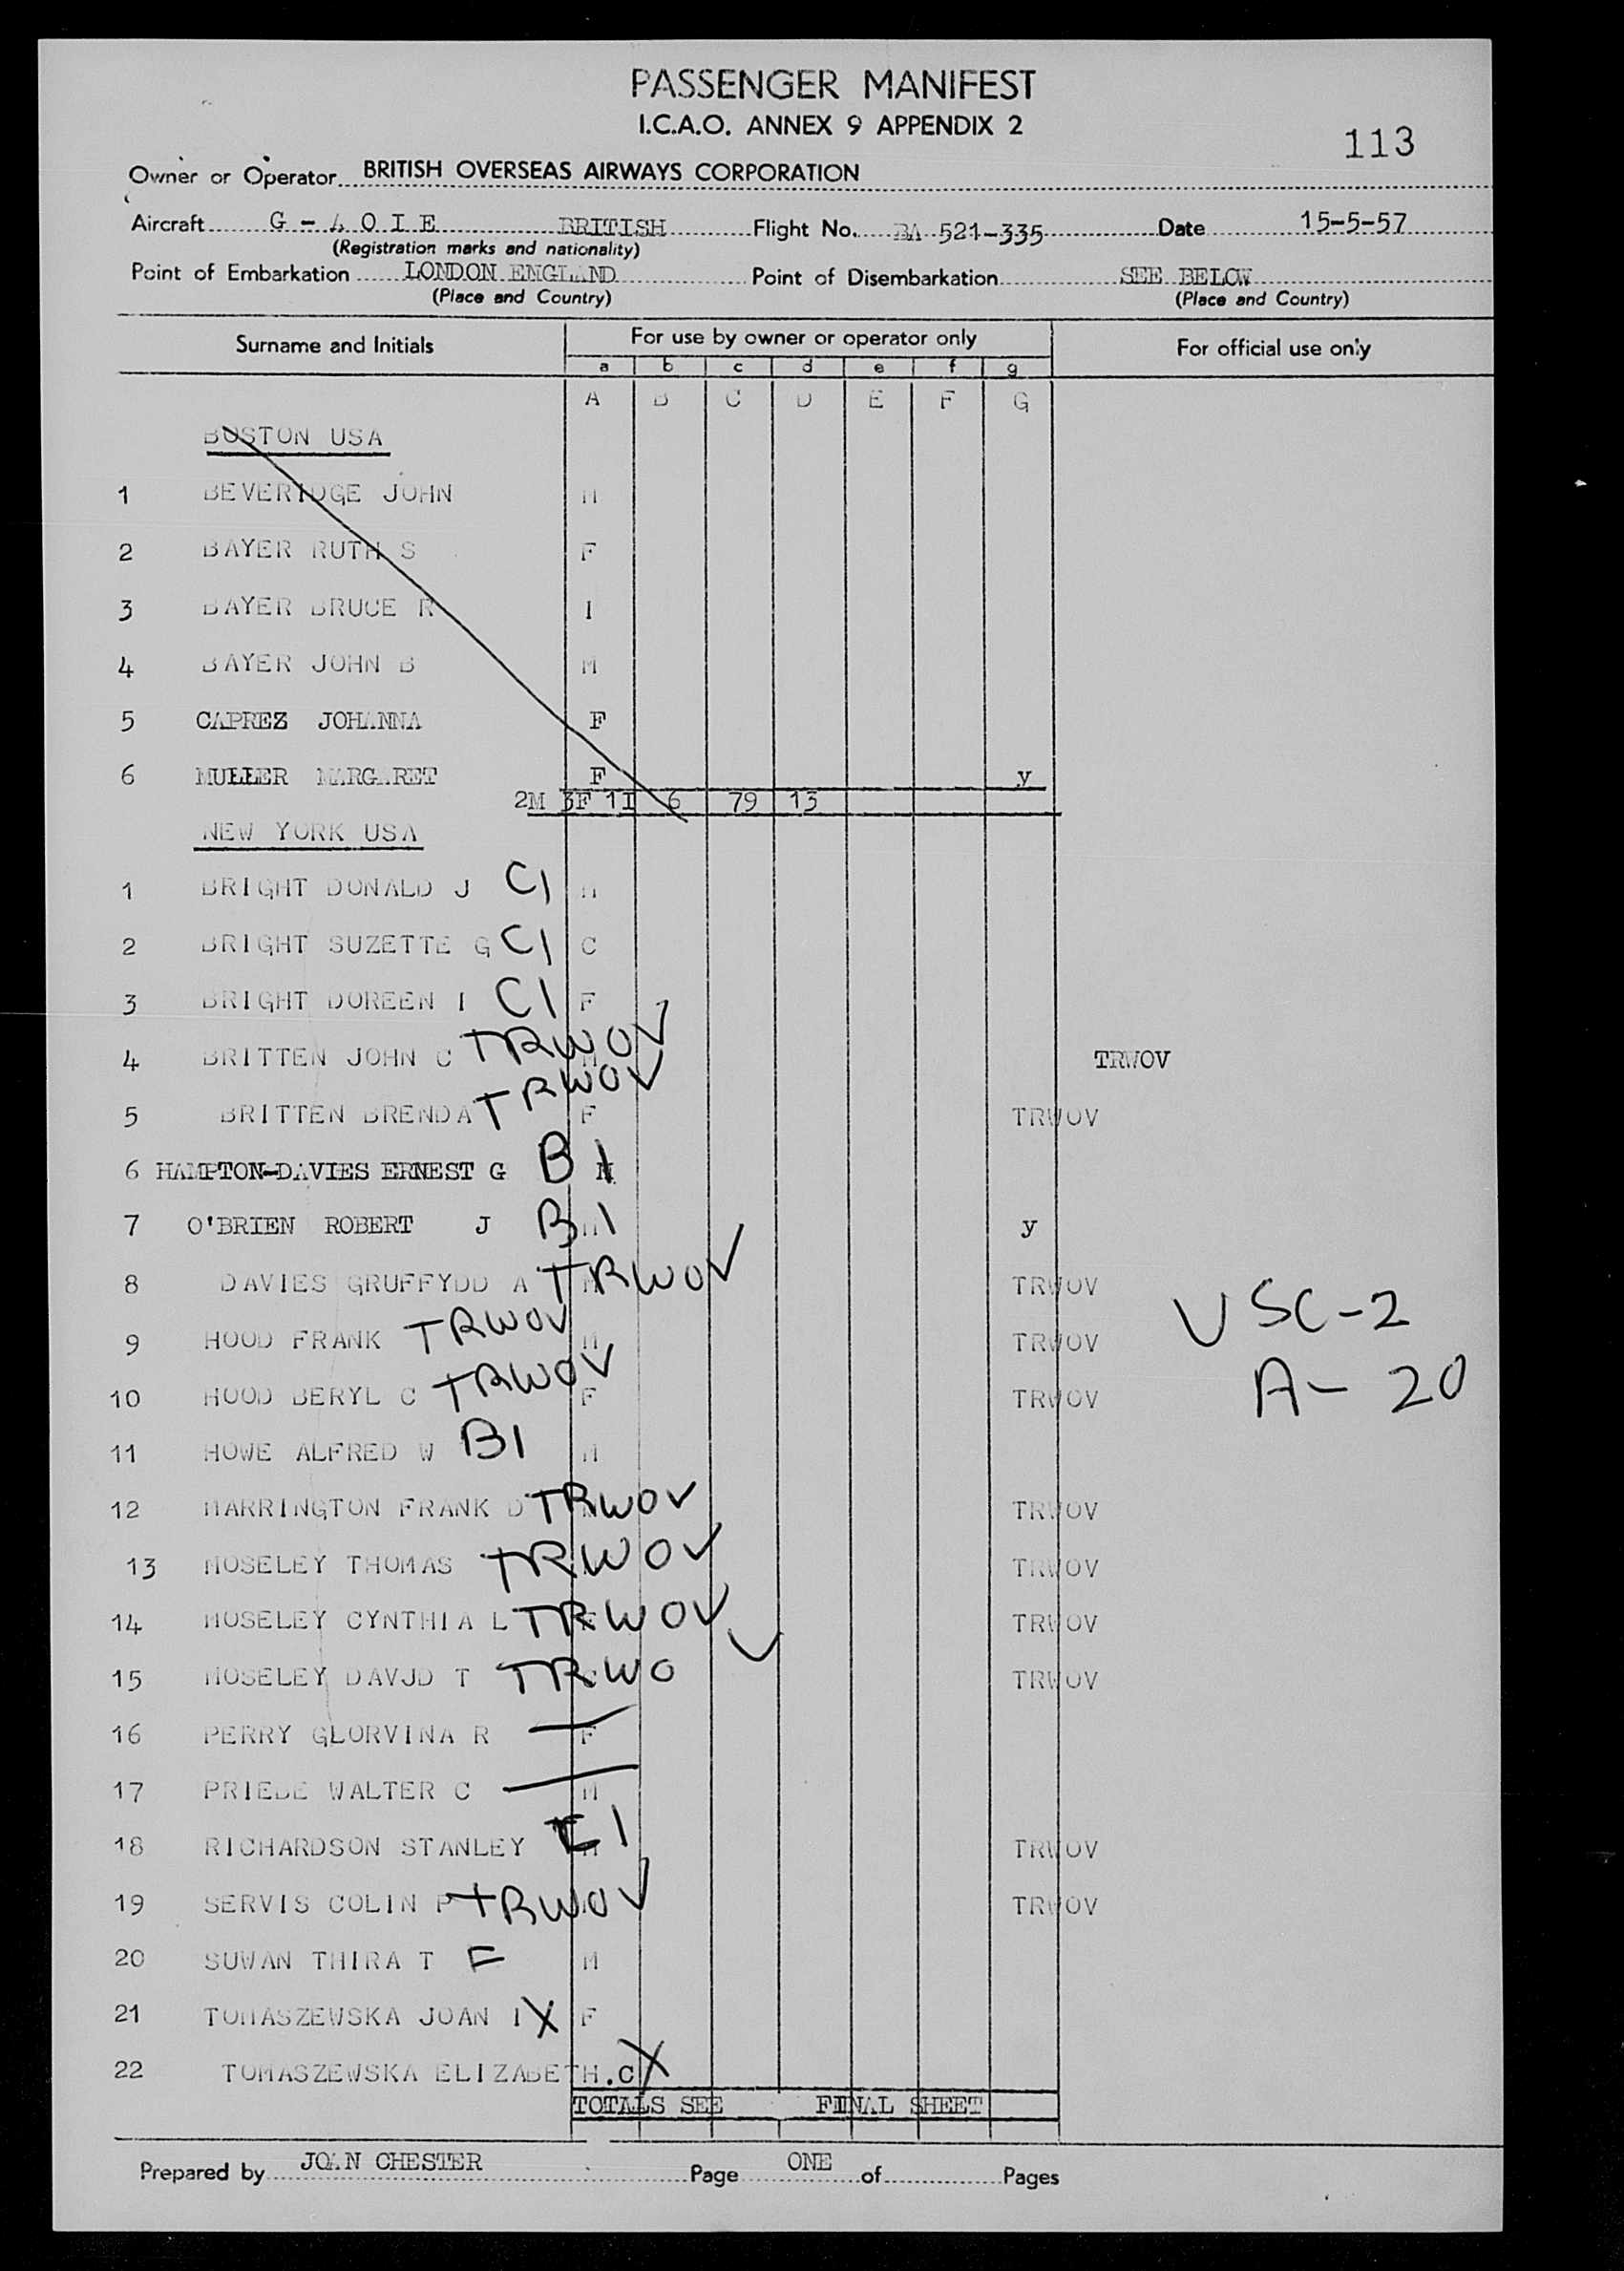 PASSENGER MANIFEST
I.C.A.O. ANNEX 9 APPENDIX 2
113
Owner or Operator BRITISH OVERSEAS AIRWAYS CORPORATION
Aircraft G - A O I E BRITISH Flight No. BA 521-335 Date 15-5-57
(Registration marks and nationality)
Point of Embarkation LONDON ENGLAND Point of Disembarkation SEE BELOW
(Place and Country) (Place and Country)
Surname and Initials For use by owner or operator only For official use only
a b c d e f g
A B C D E F G
BOSTON USA
1 BEVERIDGE JOHN M
2 BAYER RUTH S F
3 BAYER BRUCE R I
4 BAYER JOHN B M
5 CAPREZ JOHANNA F
6 MULLER MARGARET F y
2M 3F 1I 6 79 13
NEW YORK USA
1 BRIGHT DONALD J C1 M
2 BRIGHT SUZETTE G C1 C
3 BRIGHT DOREEN I C1 F
4 BRITTEN JOHN C TRWOV M TRWOV
5 BRITTEN BRENDA TRWOV F TRWOV
6 HAMPTON-DAVIES ERNEST G B1 M
7 O'BRIEN ROBERT J B1 M y
8 DAVIES GRUFFYDD A TRWOV M TRWOV
USC-2
9 HOOD FRANK TRWOV M TRWOV
10 HOOD BERYL C TRWOV F TRWOV
A- 20
11 HOWE ALFRED W B1 M
12 MARRINGTON FRANK D TRWOV TRWOV
13 MOSELEY THOMAS TRWOV TRWOV
14 MOSELEY CYNTHIA L TRWOV F TRWOV
15 MOSELEY DAVJD T TRWO V TRWOV
16 PERRY GLORVINA R F
17 PRIEBE WALTER C M
18 RICHARDSON STANLEY M TRWOV
19 SERVIS COLIN P TRWOV TRWOV
20 SUWAN THIRA T F M
21 TOMASZEWSKA JOAN I X F
22 TOMASZEWSKA ELIZABETH.C X
TOTALS SEE FINAL SHEET
Prepared by JOAN CHESTER Page ONE of Pages